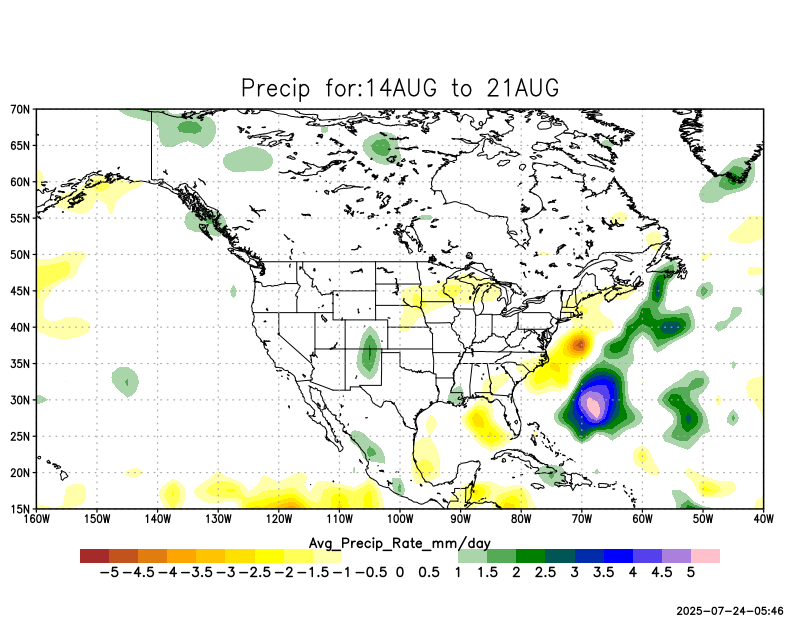 Precip for:14AUG to 21AUG
70N
65N
60N
55N
50N
45N
40N
35N
30N
25N
20N
15N
160W 150W 140W 130W 120W 110W 100W 90W 80W 70W 60W 50W 40W
Avg_Precip_Rate_mm/day
-5 -4.5 -4 -3.5 -3 -2.5 -2 -1.5 -1 -0.5 0 0.5 1 1.5 2 2.5 3 3.5 4 4.5 5
2025-07-24-05:46